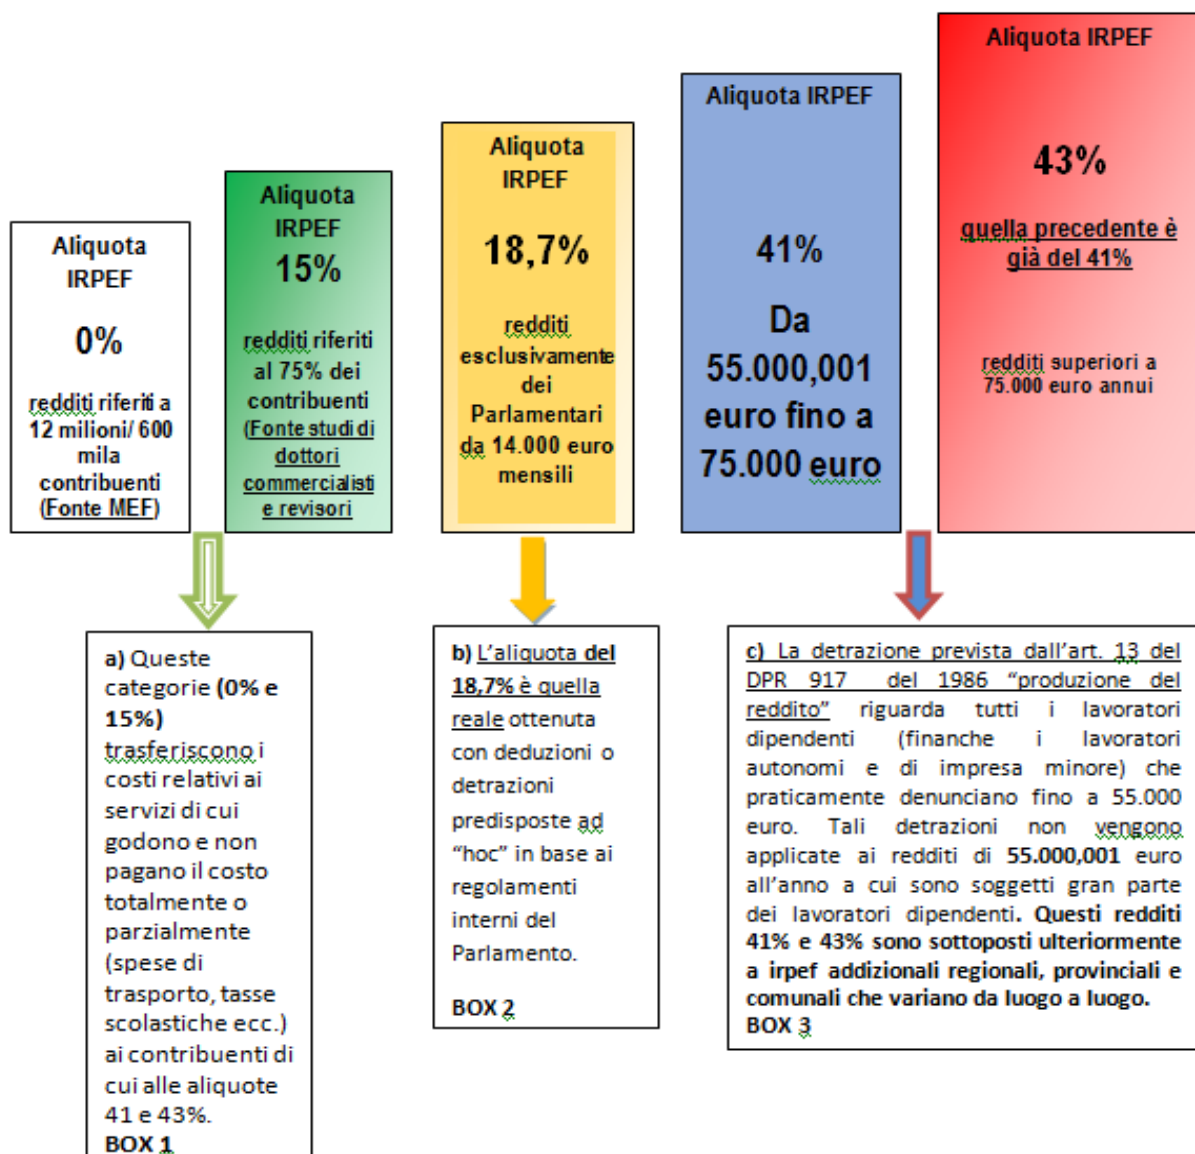 Aliquota
IRPEF
0%
redditi riferiti a
12 milioni/ 600
mila
contribuenti
(Fonte MEF)
Aliquota
IRPEF
15%
redditi riferiti
al 75% dei
contribuenti
(Fonte studi di
dottori
commercialisti
e revisori
Aliquota
IRPEF
18,7%
redditi
esclusivamente
dei
Parlamentari
da 14.000 euro
mensili
Aliquota IRPEF
41%
Da
55.000,001
euro fino a
75.000 euro
Aliquota IRPEF
43%
quella precedente è
già del 41%
redditi superiori a
75.000 euro annui
a) Queste
categorie (0% e
15%)
trasferiscono i
costi relativi ai
servizi di cui
godono e non
pagano il costo
totalmente o
parzialmente
(spese di
trasporto, tasse
scolastiche ecc.)
ai contribuenti di
cui alle aliquote
41 e 43%.
BOX 1
b) L'aliquota del
18,7% è quella
reale ottenuta
con deduzioni o
detrazioni
predisposte ad
"hoc" in base ai
regolamenti
interni del
Parlamento.
BOX 2
c) La detrazione prevista dall'art. 13 del
DPR 917 del 1986 "produzione del
reddito" riguarda tutti i lavoratori
dipendenti (finanche i lavoratori
autonomi e di impresa minore) che
praticamente denunciano fino a 55.000
euro. Tali detrazioni non vengono
applicate ai redditi di 55.000,001 euro
all'anno a cui sono soggetti gran parte
dei lavoratori dipendenti. Questi redditi
41% e 43% sono sottoposti ulteriormente
a irpef addizionali regionali, provinciali e
comunali che variano da luogo a luogo.
BOX 3